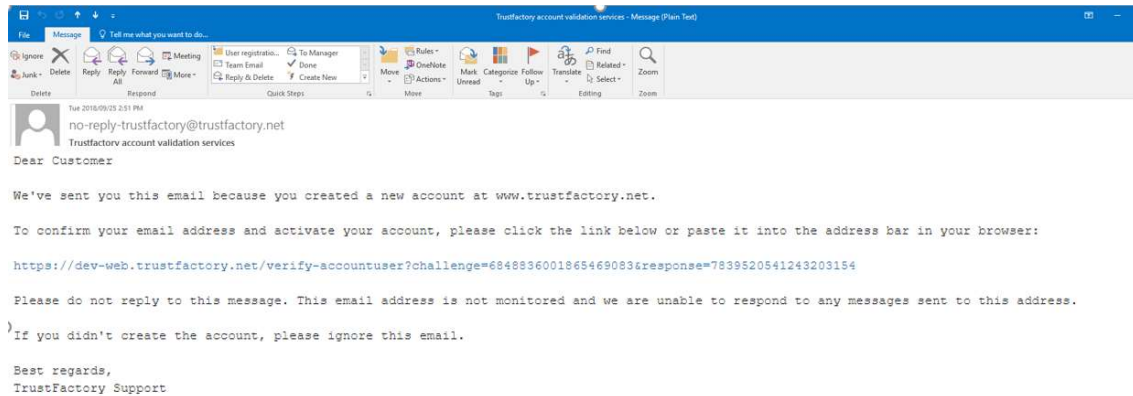 Trustfactory account validation services - Message (Plain Text)
File Message Tell me what you want to do...
Ignore Delete Reply Reply All Forward Meeting User registratio... To Manager Move Rules Mark Unread Categorize Follow Up Translate Find Zoom
Junk More Team Email Done OneNote Related
Reply & Delete Create New Actions Select
Delete Respond Quick Steps Move Tags Editing Zoom
Tue 2018/09/25 2:51 PM
no-reply-trustfactory@trustfactory.net
Trustfactory account validation services
Dear Customer
We've sent you this email because you created a new account at www.trustfactory.net.
To confirm your email address and activate your account, please click the link below or paste it into the address bar in your browser:
https://dev-web.trustfactory.net/verify-accountuser?challenge=6848836001865469083&response=7839520541243203154
Please do not reply to this message. This email address is not monitored and we are unable to respond to any messages sent to this address.
If you didn't create the account, please ignore this email.
Best regards,
TrustFactory Support